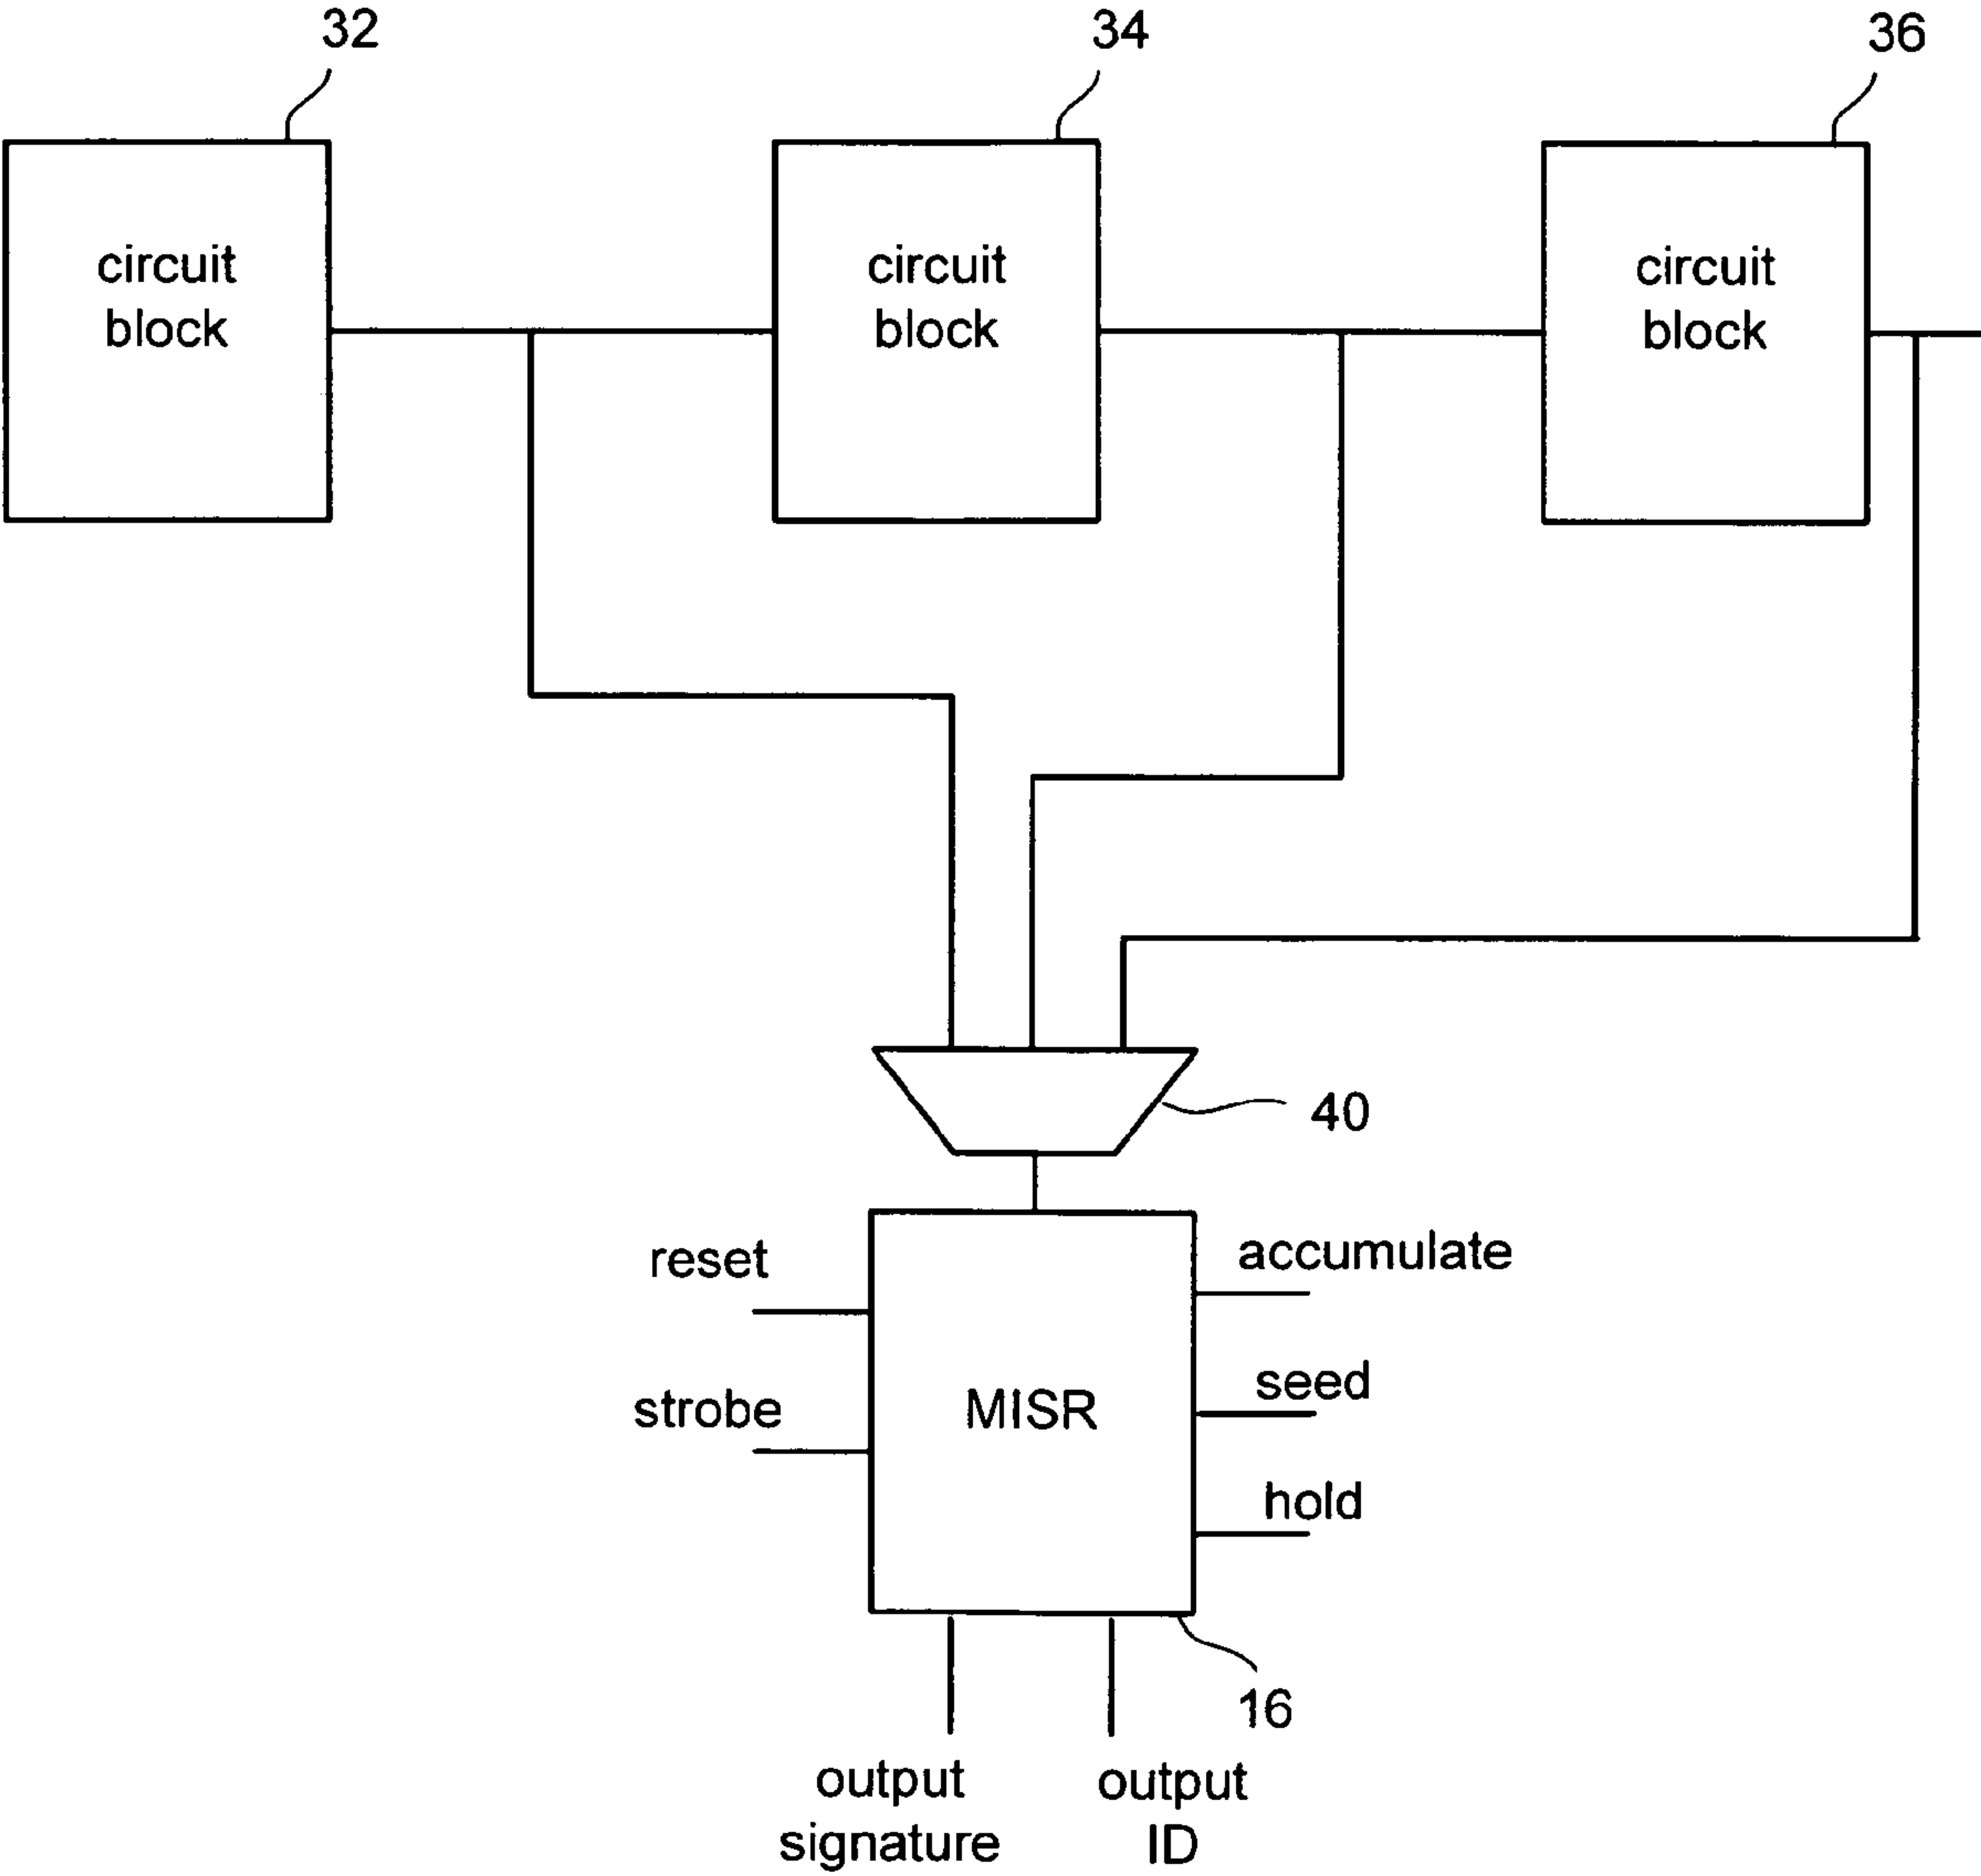 32
34
36
circuit
block
circuit
block
circuit
block
40
reset
accumulate
strobe
MISR
seed
hold
16
output
signature
output
ID